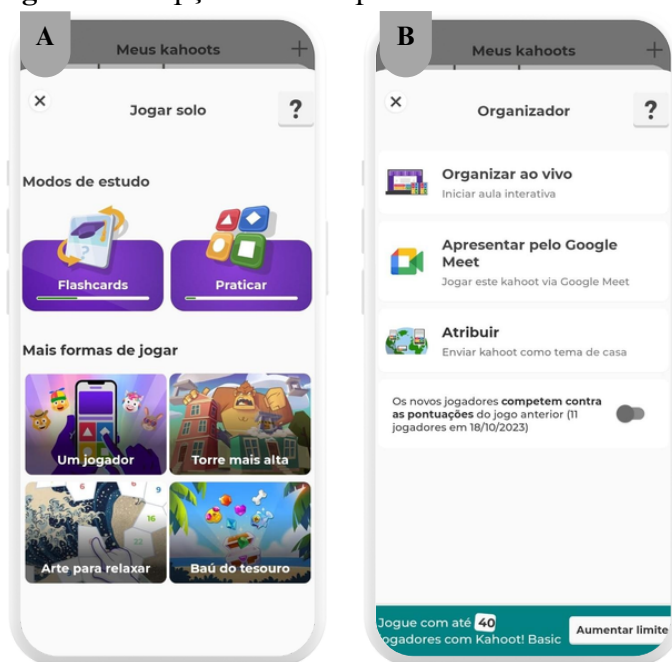 A
Meus kahoots
Jogar solo
?
Modos de estudo
Flashcards
Praticar
Mais formas de jogar
Um jogador
Torre mais alta
6
9
16
22
Arte para relaxar
Baú do tesouro
B
Meus kahoots
Organizador
?
Organizar ao vivo
Iniciar aula interativa
Apresentar pelo Google
Meet
Jogar este kahoot via Google Meet
Atribuir
Enviar kahoot como tema de casa
Os novos jogadores competem contra
as pontuações do jogo anterior (11
jogadores em 18/10/2023)
Jogue com até 40
jogadores com Kahoot! Basic
Aumentar limite